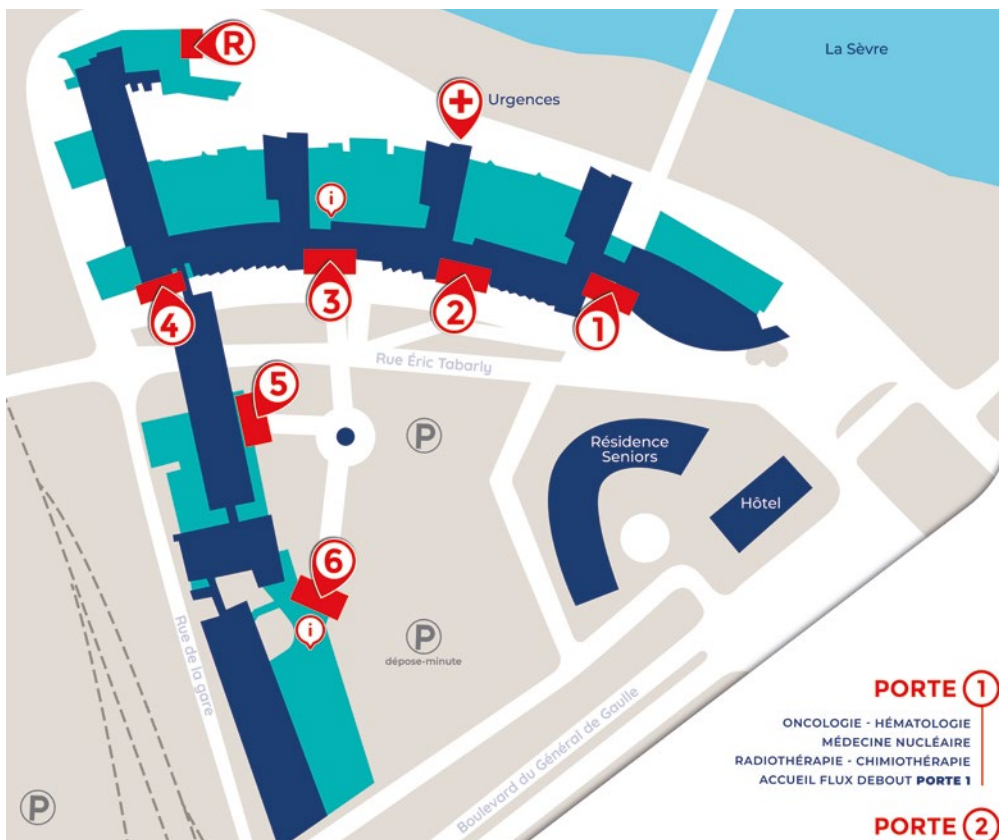 R
La Sèvre
Urgences
i
4
3
2
1
Rue Éric Tabarly
5
P
Résidence
Seniors
Hôtel
6
i
P
dépose-minute
Rue de la gare
Boulevard du Général de Gaulle
P
PORTE 1
ONCOLOGIE - HÉMATOLOGIE
MÉDECINE NUCLÉAIRE
RADIOTHÉRAPIE - CHIMIOTHÉRAPIE
ACCUEIL FLUX DEBOUT PORTE 1
PORTE 2